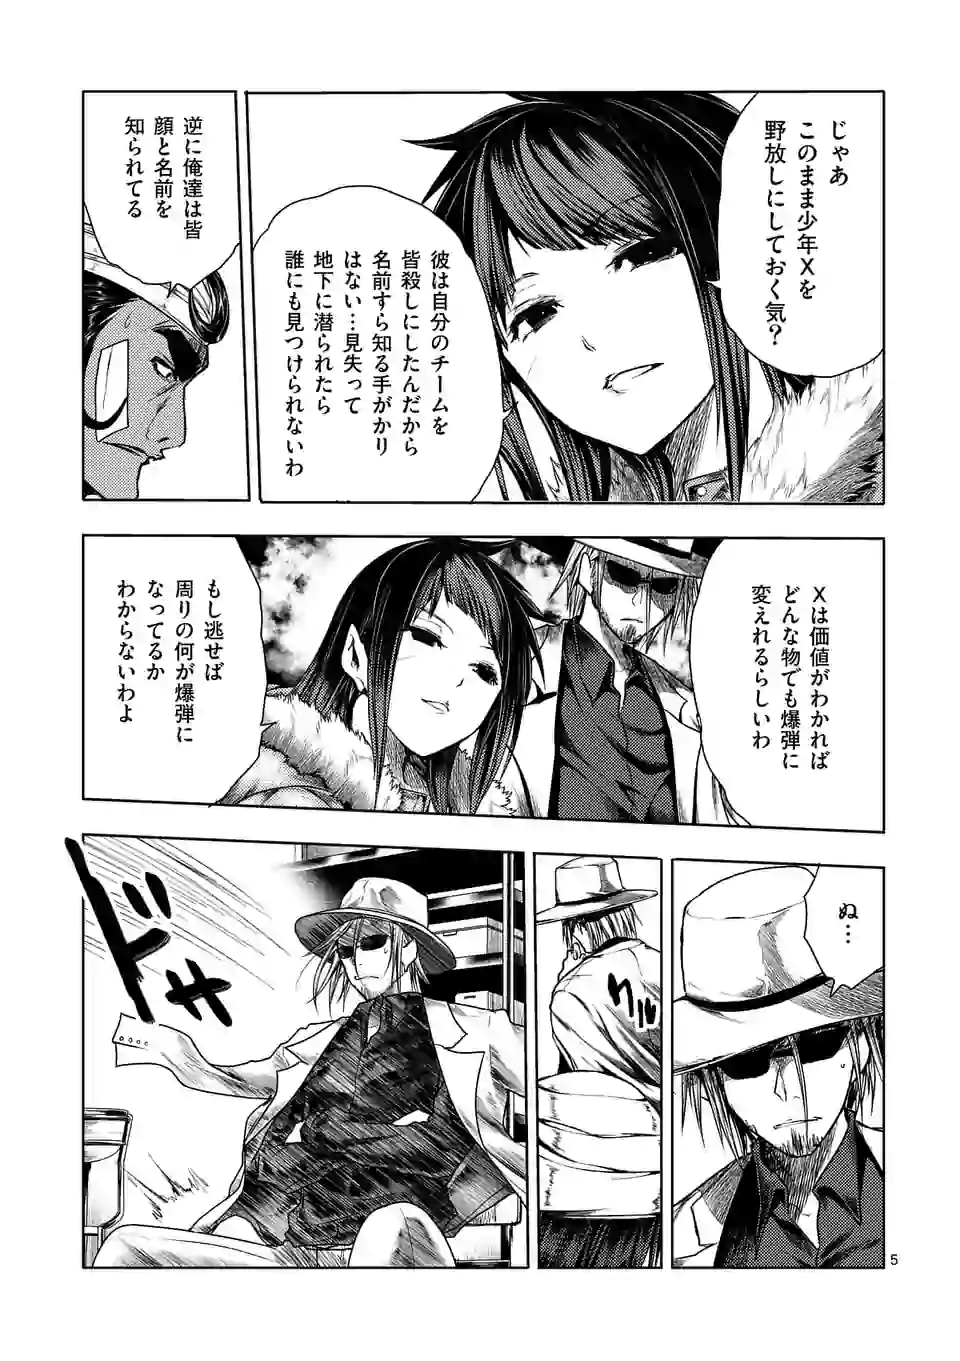 じゃあ
このまま少年Xを
野放しにしておく気？
彼は自分のチームを
皆殺しにしたんだから
名前すら知る手がかり
はない…見失って
地下に潜られたら
誰にも見つけられないわ
逆に俺達は皆
顔と名前を
知られてる
Xは価値がわかれば
どんな物でも爆弾に
変えれるらしいわ
もし逃せば
周りの何が爆弾に
なってるか
わからないわよ
ぬ…
クルッ
ドサッ
5